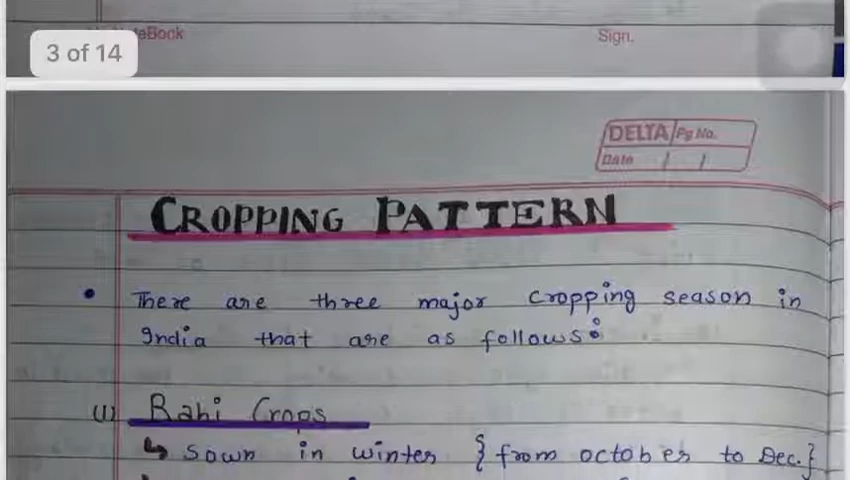 3 of 14
eBook
Sign.
DELTA Pg No.
Date / /
CROPPING PATTERN
• There are three major cropping season in
India that are as follows:
(1) Rabi Crops
↳ Sown in winter { from october to Dec. }